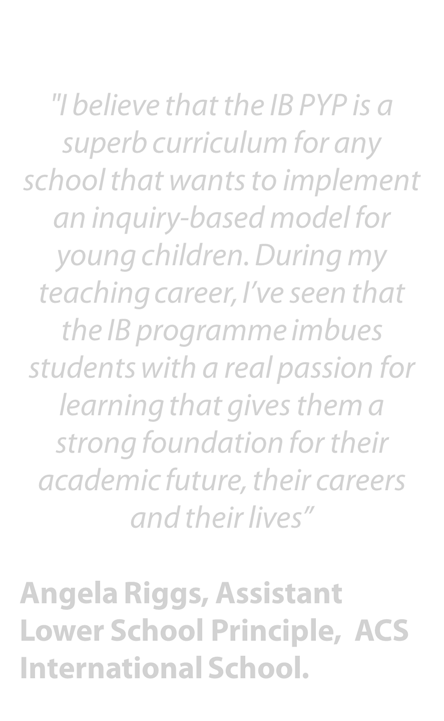 "I believe that the IB PYP is a
superb curriculum for any
school that wants to implement
an inquiry-based model for
young children. During my
teaching career, I’ve seen that
the IB programme imbues
students with a real passion for
learning that gives them a
strong foundation for their
academic future, their careers
and their lives”
Angela Riggs, Assistant
Lower School Principle,  ACS
International School.